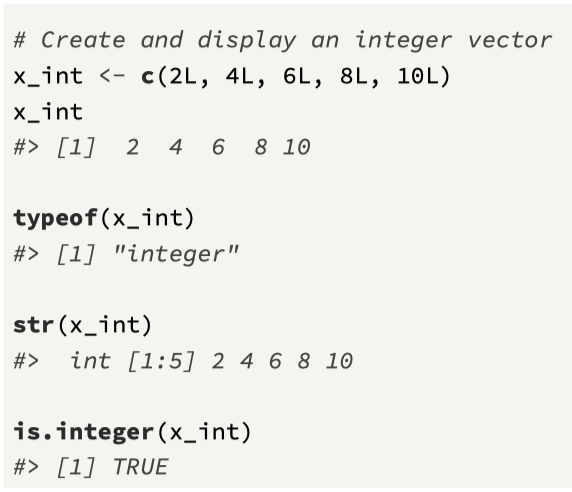 # Create and display an integer vector
x_int <- c(2L, 4L, 6L, 8L, 10L)
x_int
#> [1]  2  4  6  8 10
typeof(x_int)
#> [1] "integer"
str(x_int)
#>  int [1:5] 2 4 6 8 10
is.integer(x_int)
#> [1] TRUE